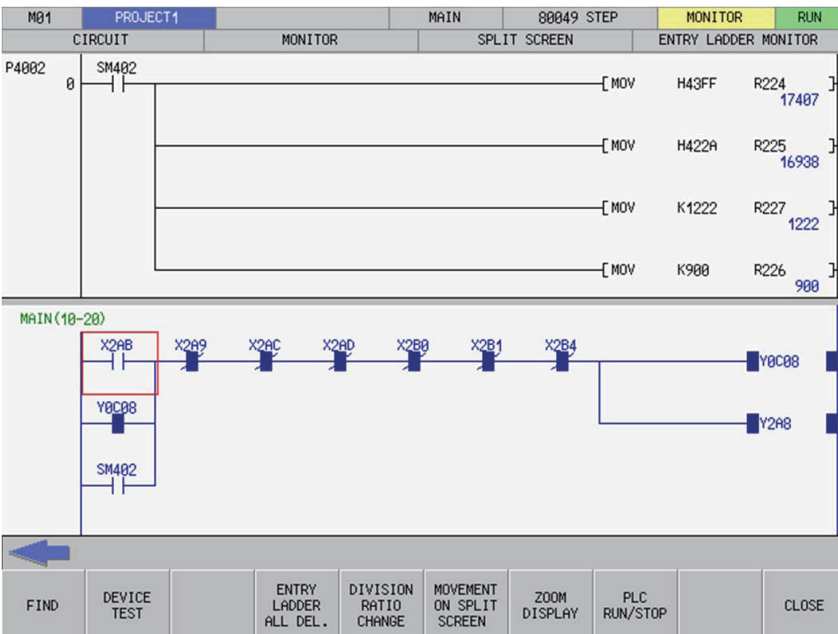 M01 PROJECT1 MAIN 80049 STEP MONITOR RUN
CIRCUIT MONITOR SPLIT SCREEN ENTRY LADDER MONITOR
P4002 SM402
0 [ MOV H43FF R224 ]
17407
[ MOV H422A R225 ]
16938
[ MOV K1222 R227 ]
1222
[ MOV K900 R226 ]
900
MAIN(10-20)
X2AB X2A9 X2AC X2AD X2B0 X2B1 X2B4
Y0C08
Y0C08
Y2A8
SM402
FIND
DEVICE
TEST
ENTRY
LADDER
ALL DEL.
DIVISION
RATIO
CHANGE
MOVEMENT
ON SPLIT
SCREEN
ZOOM
DISPLAY
PLC
RUN/STOP
CLOSE